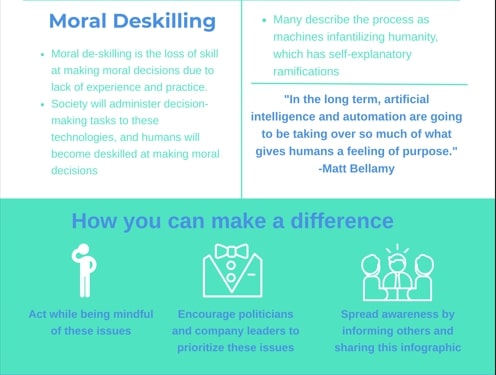 Moral Deskilling
• Moral de-skilling is the loss of skill
at making moral decisions due to
lack of experience and practice.
• Society will administer decision-
making tasks to these
technologies, and humans will
become deskilled at making moral
decisions
• Many describe the process as
machines infantilizing humanity,
which has self-explanatory
ramifications
"In the long term, artificial
intelligence and automation are going
to be taking over so much of what
gives humans a feeling of purpose."
-Matt Bellamy
How you can make a difference
Act while being mindful
of these issues
Encourage politicians
and company leaders to
prioritize these issues
Spread awareness by
informing others and
sharing this infographic